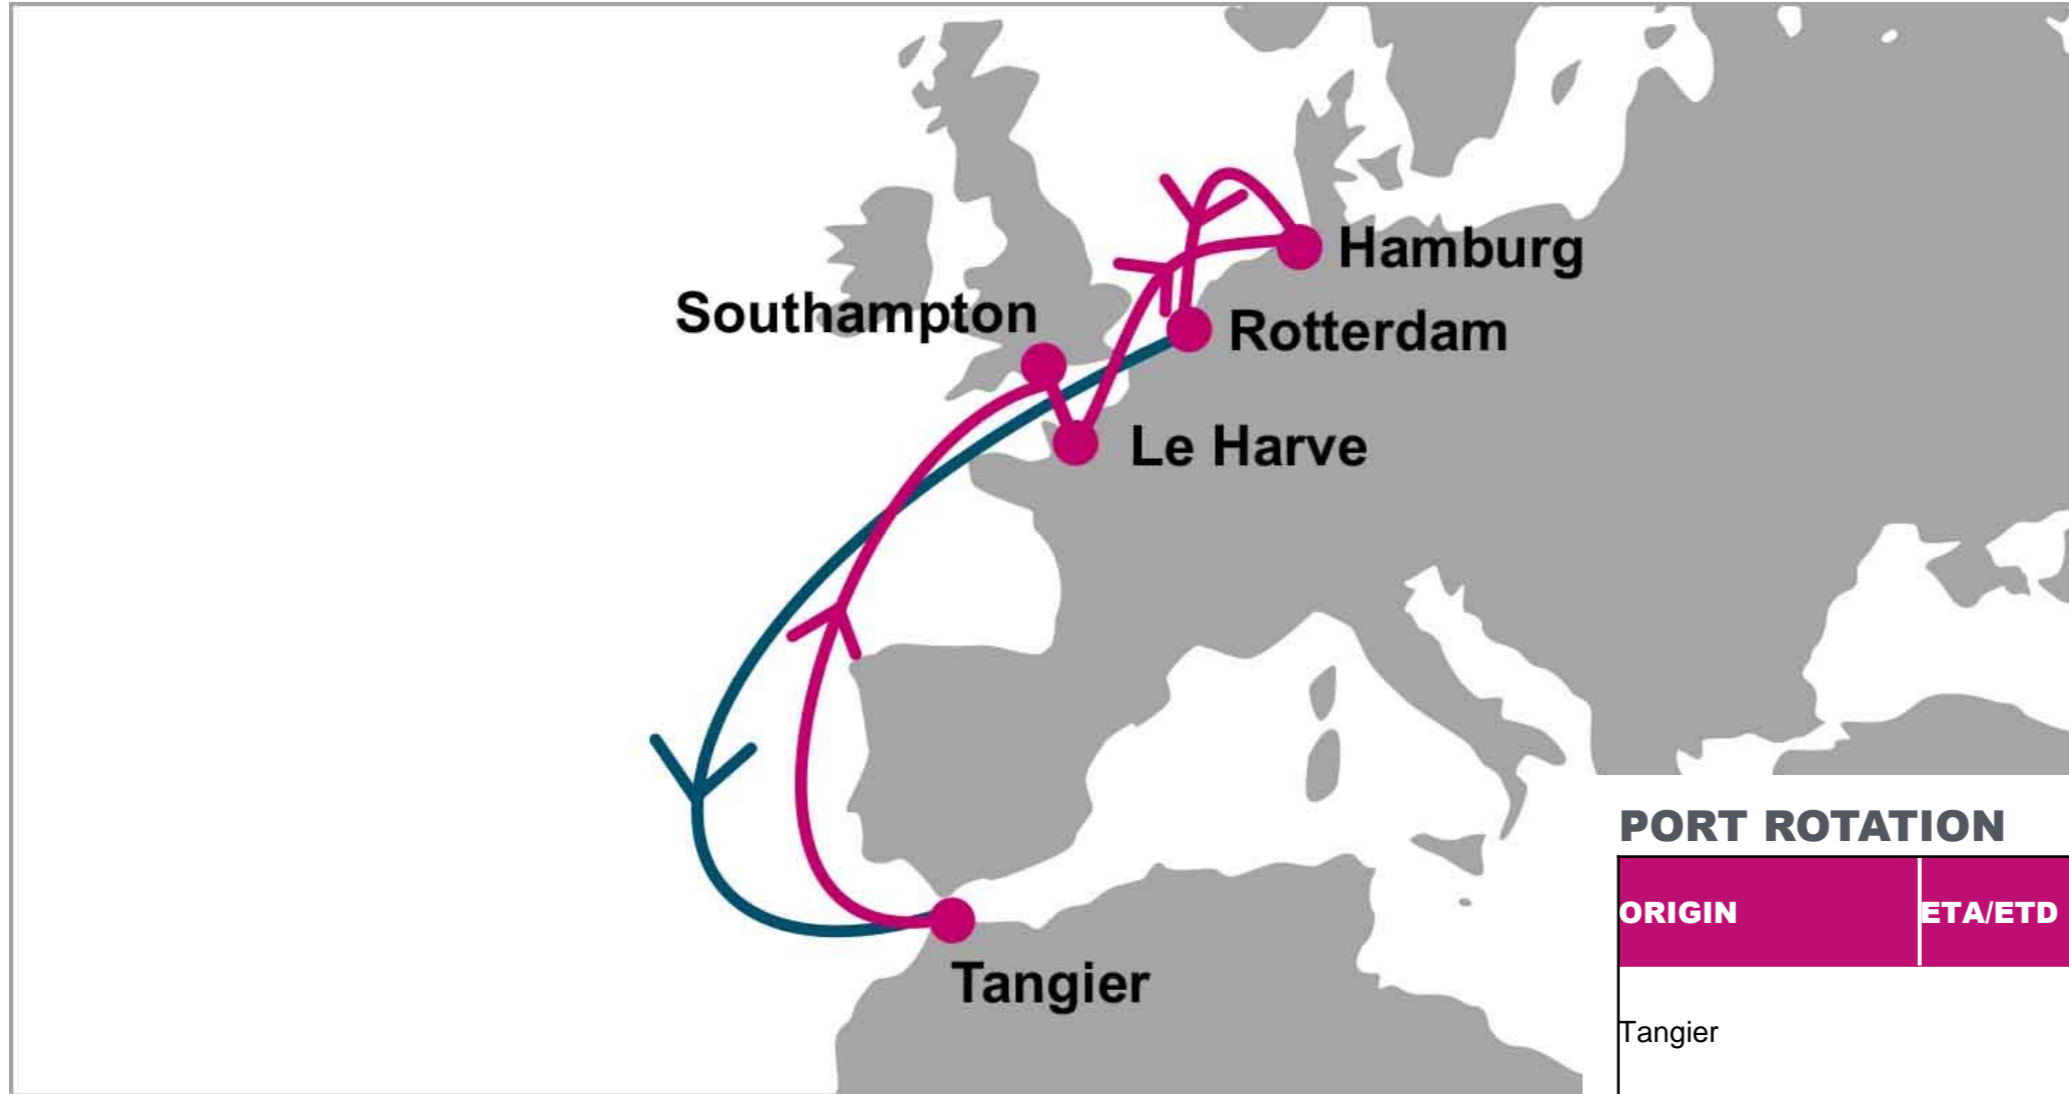 Hamburg
Southampton
Rotterdam
Le Harve
Tangier
PORT ROTATION
ORIGIN ETA/ETD
Tangier